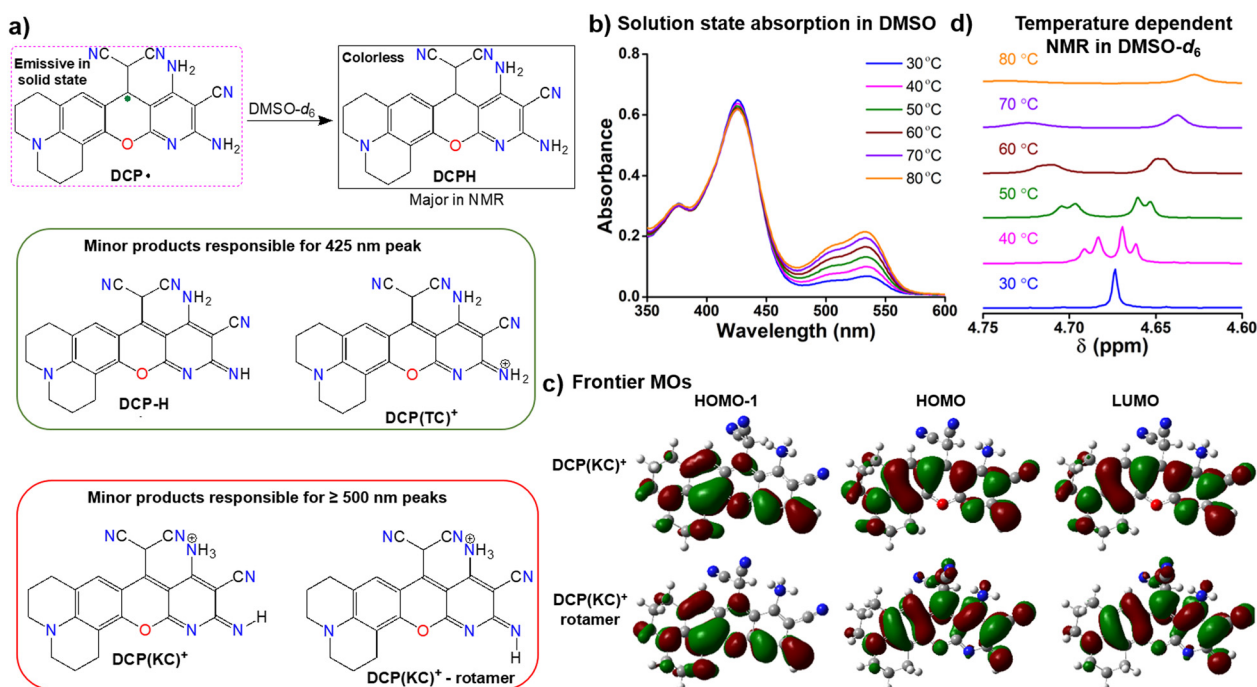 a)
Emissive in
solid state
NC CN
NH2
CN
N
O
N
NH2
DCP•
DMSO-d6
Colorless
NC CN
NH2
CN
N
O
N
NH2
DCPH
Major in NMR
Minor products responsible for 425 nm peak
NC CN
NH2
CN
N
O
N
NH
DCP-H
NC CN
NH2
CN
N
O
N
⊕
NH2
DCP(TC)+
Minor products responsible for ≥ 500 nm peaks
NC CN ⊕
NH3
CN
N
O
N
N
H
DCP(KC)+
NC CN ⊕
NH3
CN
N
O
N
N
H
DCP(KC)+ - rotamer
b) Solution state absorption in DMSO
Absorbance
0.8
0.6
0.4
0.2
0.0
350 400 450 500 550 600
Wavelength (nm)
30 °C
40 °C
50 °C
60 °C
70 °C
80 °C
d) Temperature dependent
NMR in DMSO-d6
80 °C
70 °C
60 °C
50 °C
40 °C
30 °C
4.75 4.70 4.65 4.60
δ (ppm)
c) Frontier MOs
HOMO-1 HOMO LUMO
DCP(KC)+
DCP(KC)+
rotamer